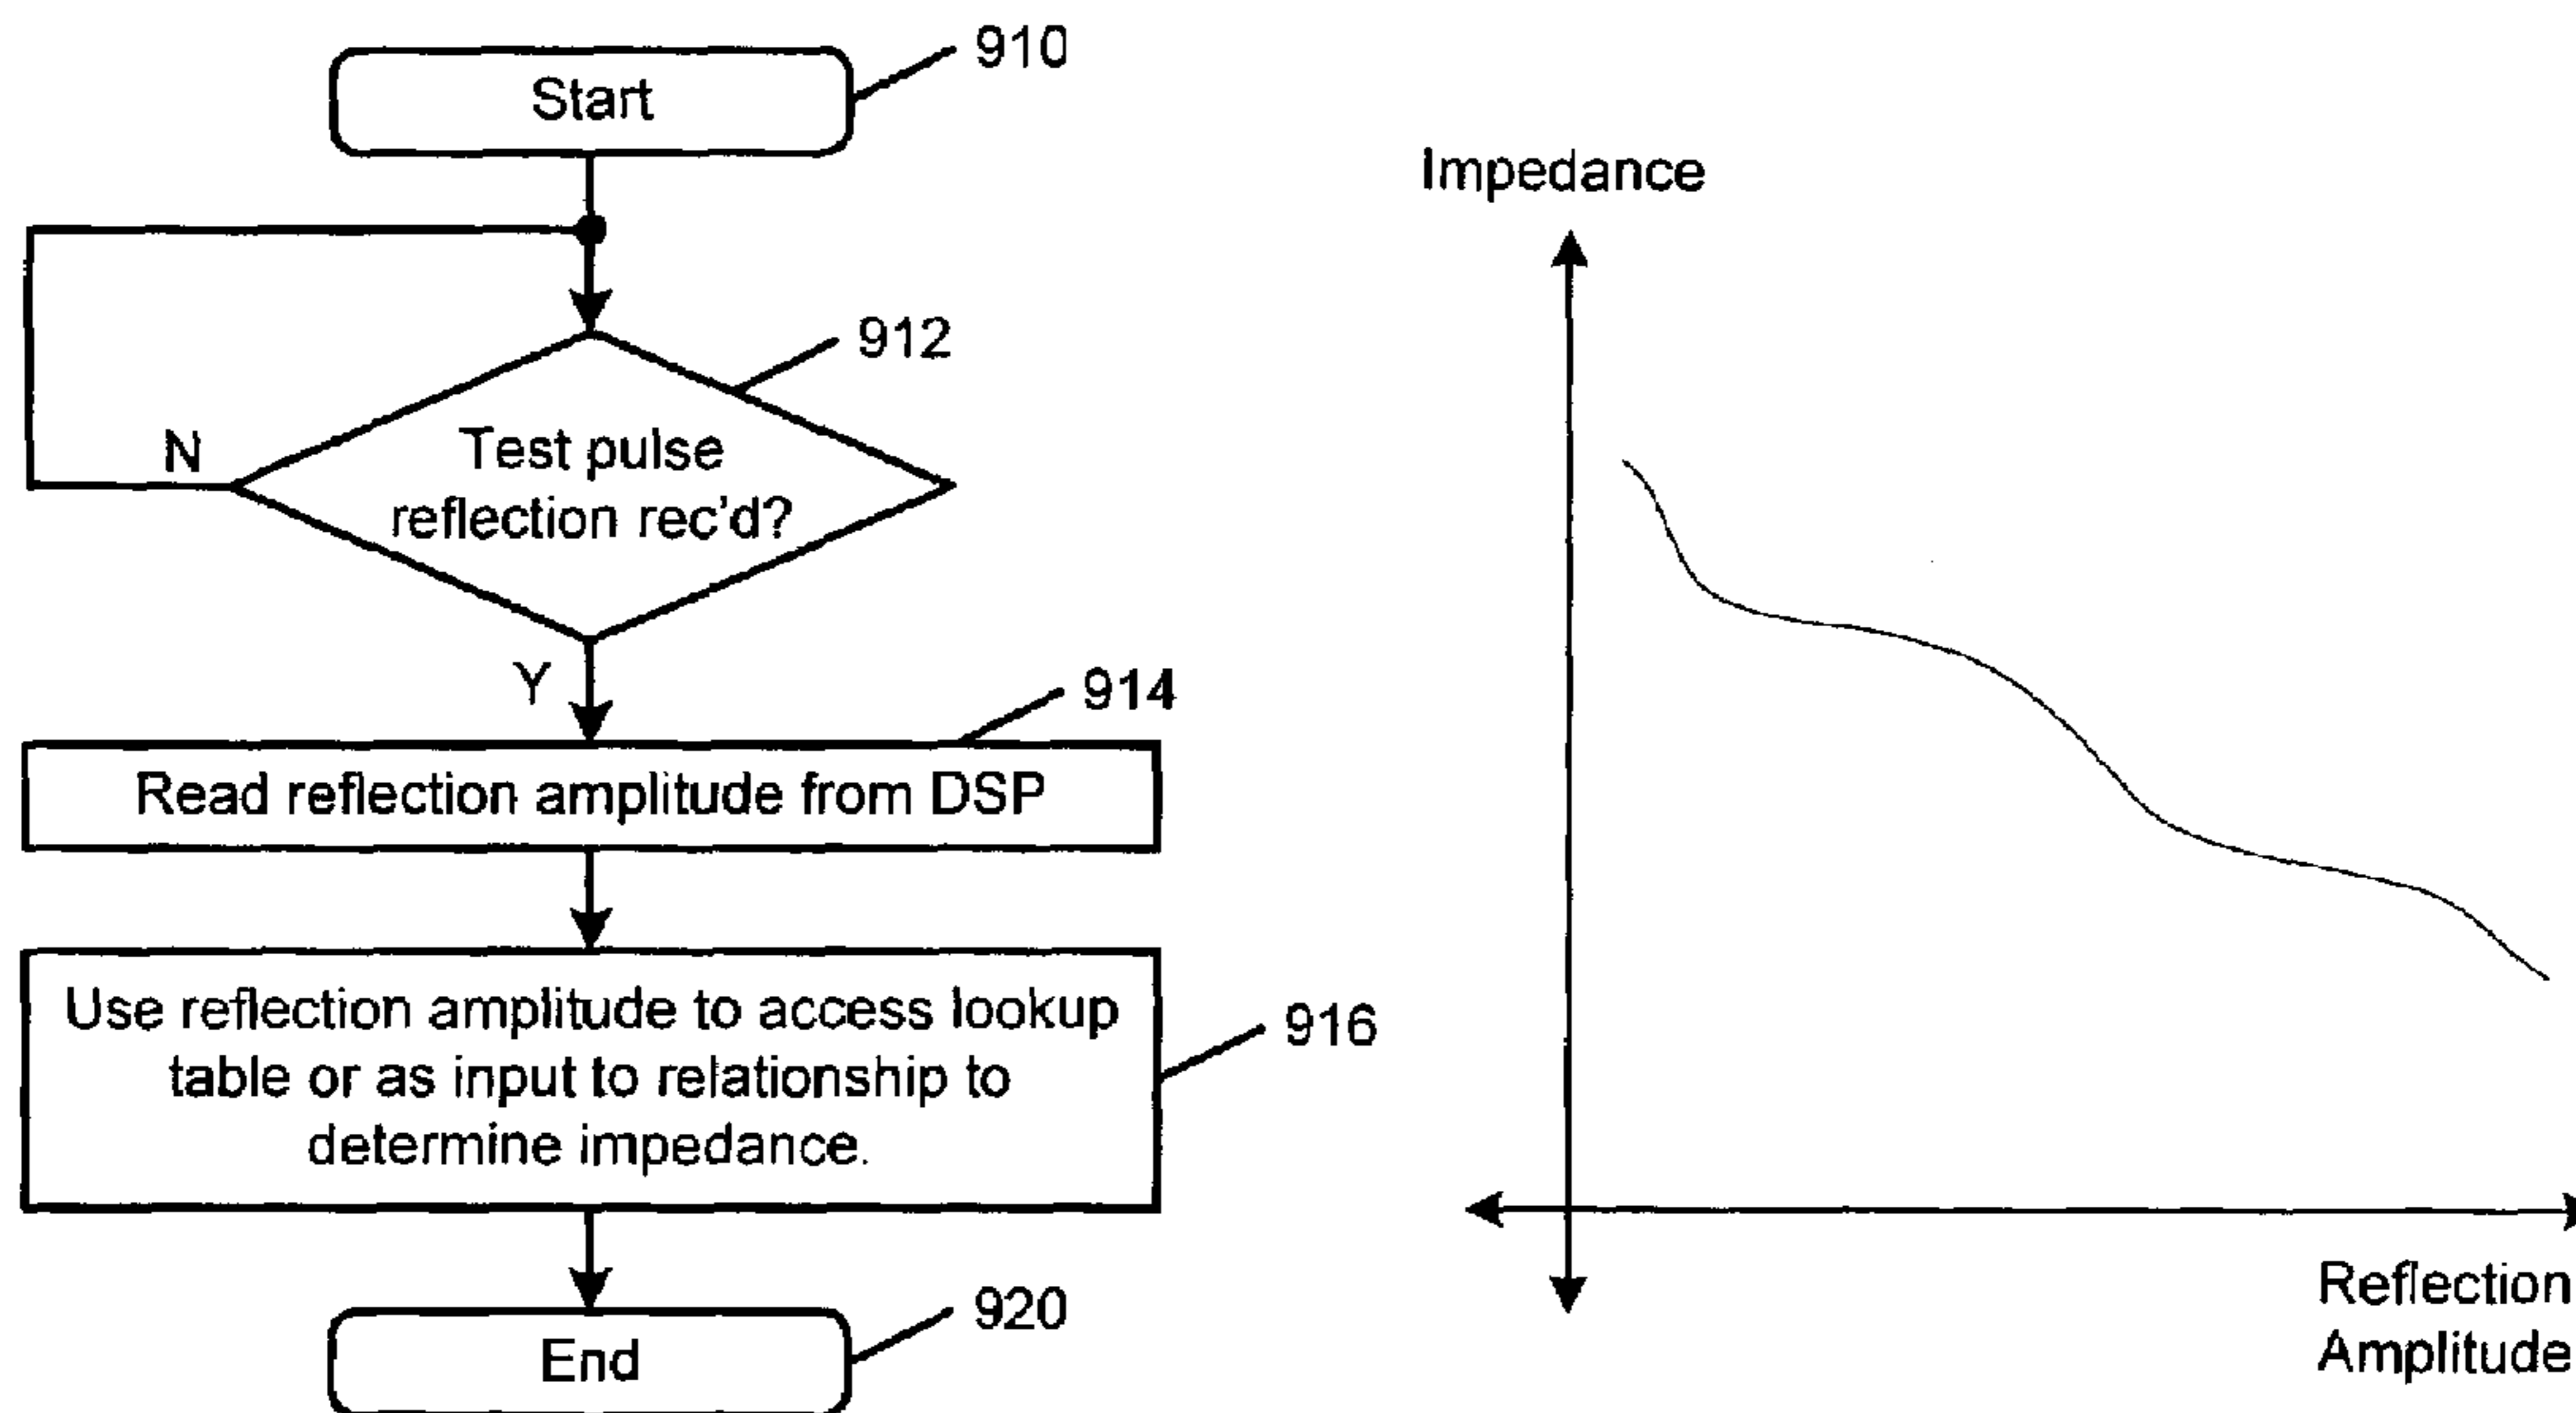 Start
910
912
N
Test pulse
reflection rec'd?
Y
914
Read reflection amplitude from DSP
Use reflection amplitude to access lookup
table or as input to relationship to
determine impedance.
916
End
920
Impedance
Reflection
Amplitude